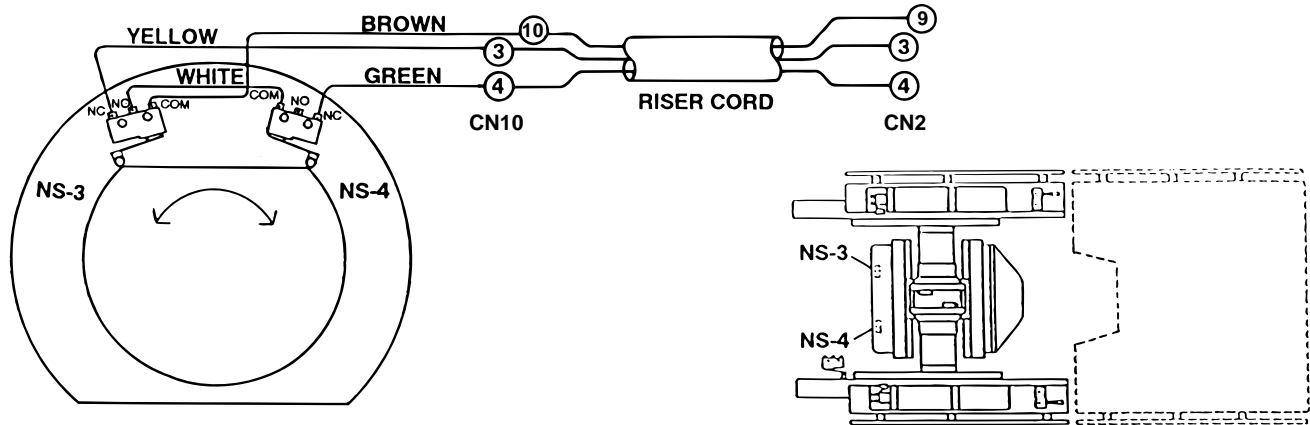 BROWN
10
9
YELLOW
3
3
WHITE
GREEN
4
4
NC
NO
COM
COM
NO
NC
RISER CORD
CN10
CN2
NS-3
NS-4
NS-3
NS-4